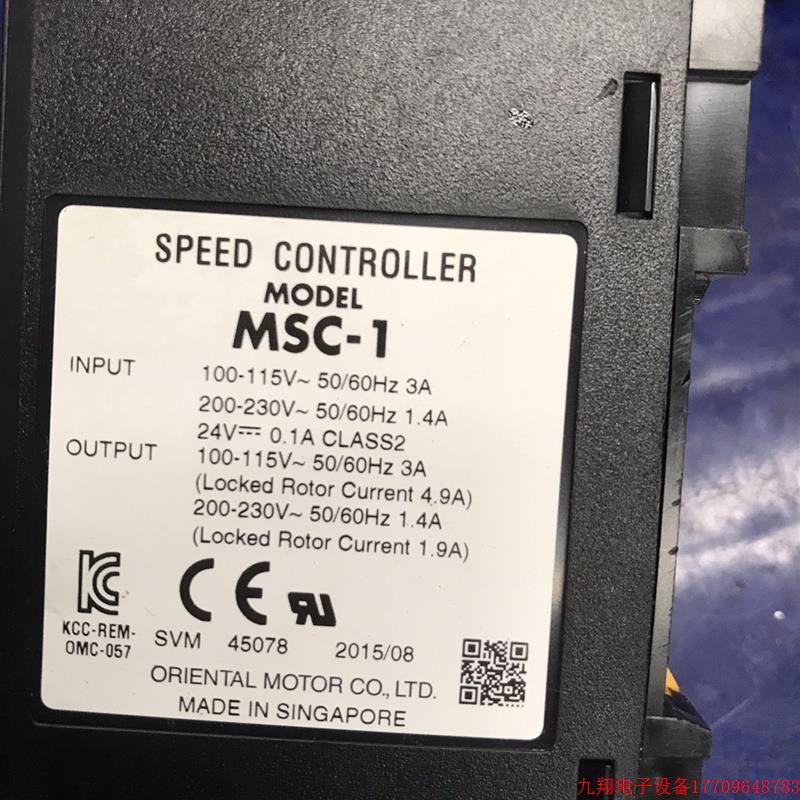 SPEED CONTROLLER
MODEL
MSC-1
INPUT 100-115V~ 50/60Hz 3A
200-230V~ 50/60Hz 1.4A
24V⎓ 0.1A CLASS2
OUTPUT 100-115V~ 50/60Hz 3A
(Locked Rotor Current 4.9A)
200-230V~ 50/60Hz 1.4A
(Locked Rotor Current 1.9A)
KCC-REM-
OMC-057
CE RU
SVM 45078 2015/08
ORIENTAL MOTOR CO., LTD.
MADE IN SINGAPORE
九翔电子设备17709648783